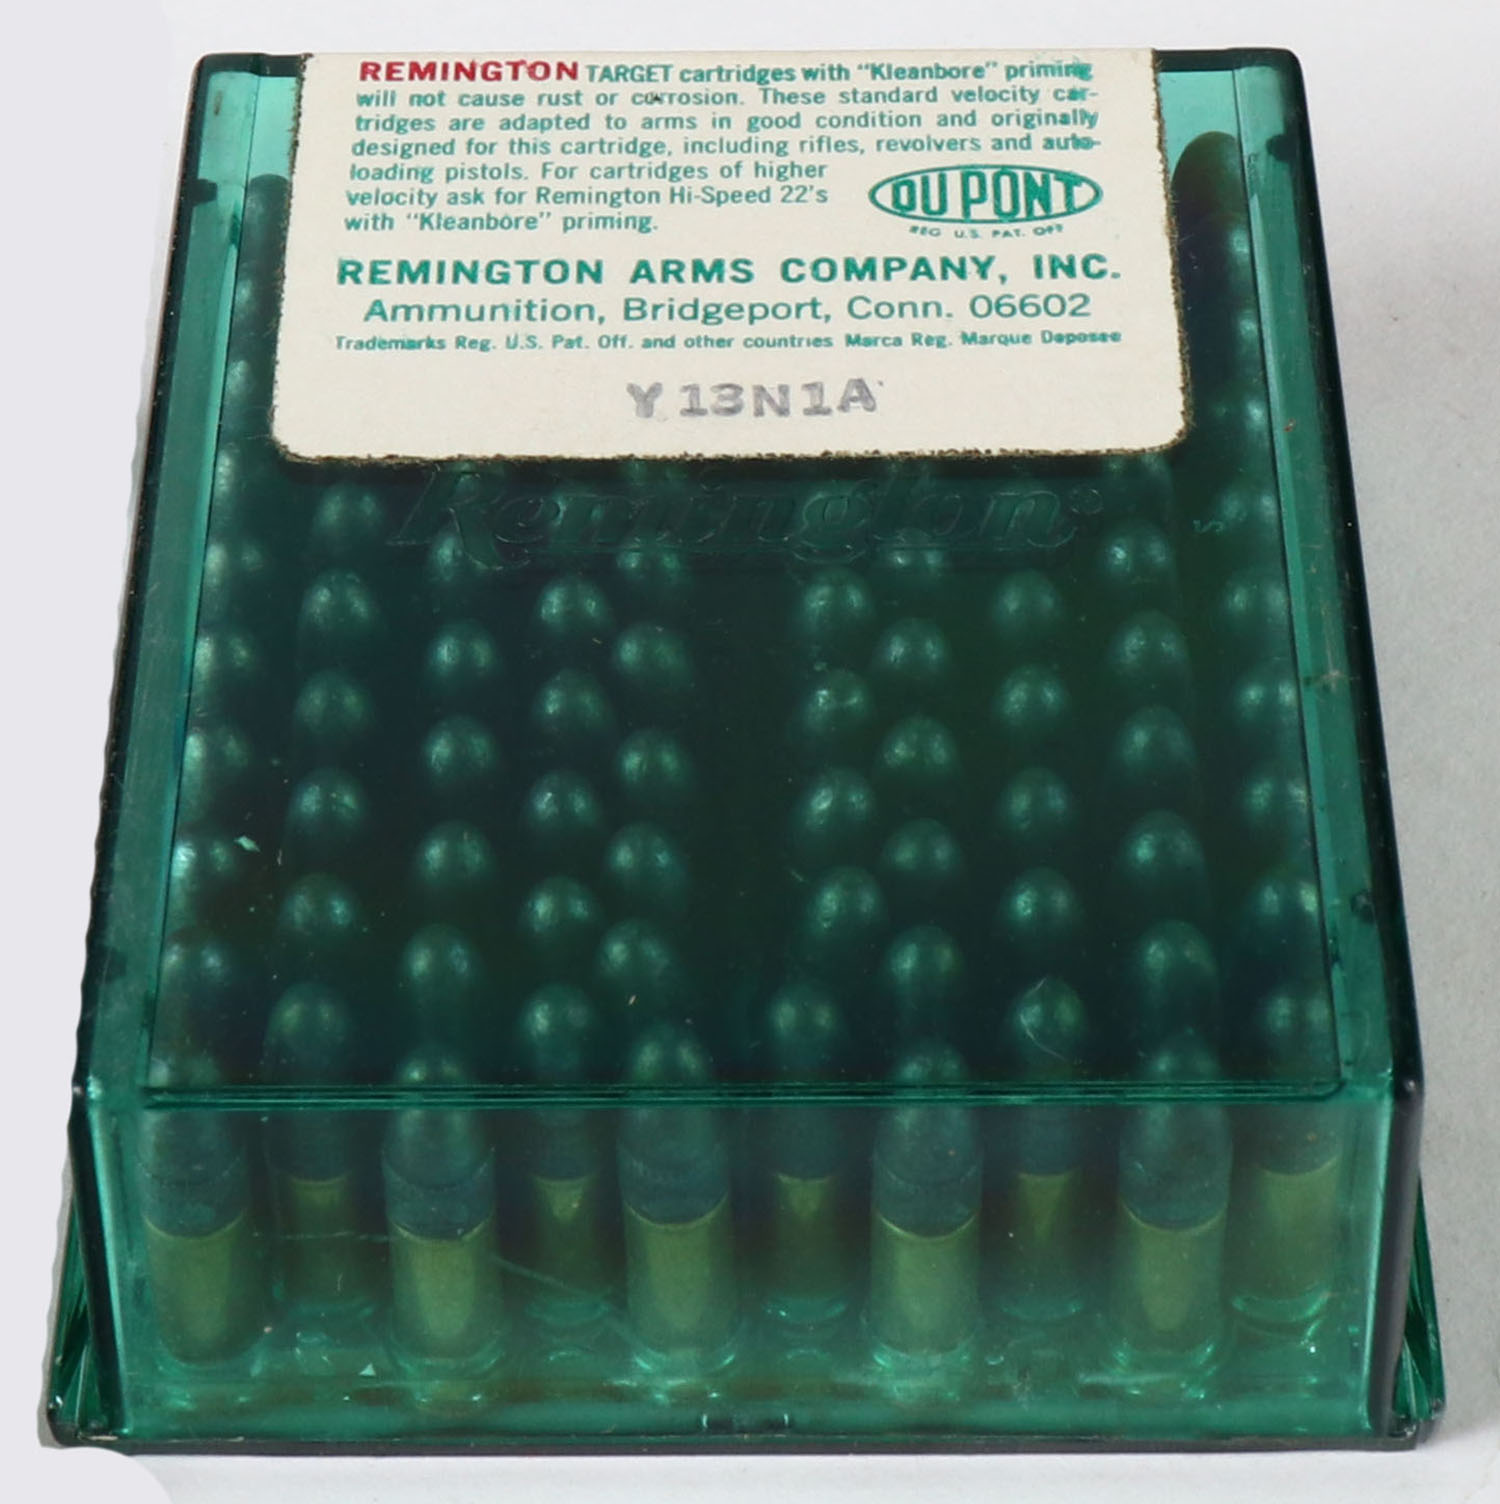 REMINGTON TARGET cartridges with "Kleanbore" priming
will not cause rust or corrosion. These standard velocity car-
tridges are adapted to arms in good condition and originally
designed for this cartridge, including rifles, revolvers and auto-
loading pistols. For cartridges of higher
velocity ask for Remington Hi-Speed 22's
with "Kleanbore" priming.
DU PONT
REG U.S. PAT. OFF
REMINGTON ARMS COMPANY, INC.
Ammunition, Bridgeport, Conn. 06602
Trademarks Reg. U.S. Pat. Off. and other countries Marca Reg. Marque Deposee
Y13N1A
Remington®